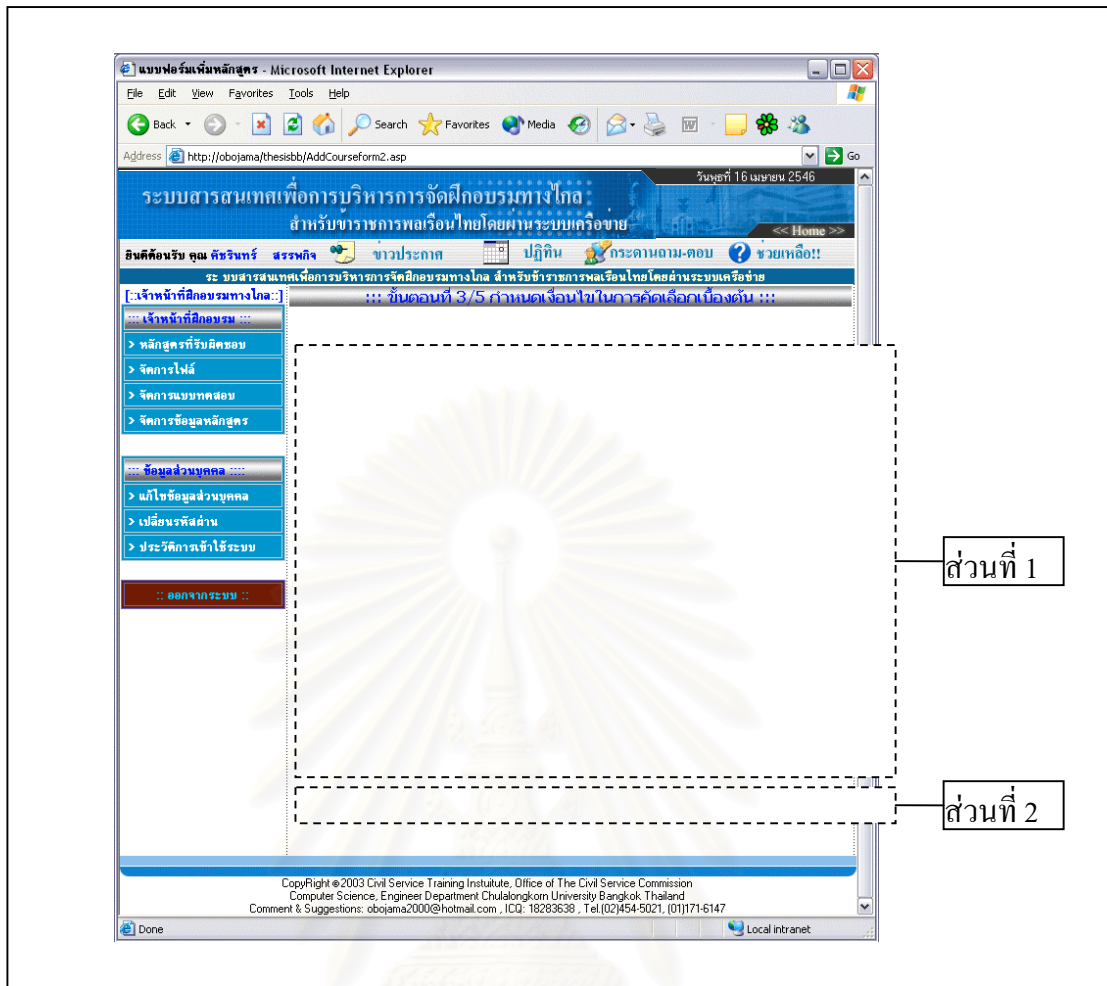 แบบฟอร์มเพิ่มหลักสูตร - Microsoft Internet Explorer
File Edit View Favorites Tools Help
Back Search Favorites Media
Address http://obojama/thesisbb/AddCourseform2.asp Go
วันพุธที่ 16 เมษายน 2546
ระบบสารสนเทศเพื่อการบริหารการจัดฝึกอบรมทางไกล
สำหรับข้าราชการพลเรือนไทยโดยผ่านระบบเครือข่าย
<< Home >>
ยินดีต้อนรับ คุณ คัชรินทร์ สรรพกิจ ข่าวประกาศ ปฏิทิน กระดานถาม-ตอบ ช่วยเหลือ!!
ระ บบสารสนเทศเพื่อการบริหารการจัดฝึกอบรมทางไกล สำหรับข้าราชการพลเรือนไทยโดยผ่านระบบเครือข่าย
[::เจ้าหน้าที่ฝึกอบรมทางไกล::]
::: ขั้นตอนที่ 3/5 กำหนดเงื่อนไขในการคัดเลือกเบื้องต้น :::
::: เจ้าหน้าที่ฝึกอบรม :::
> หลักสูตรที่รับผิดชอบ
> จัดการไฟล์
> จัดการแบบทดสอบ
> จัดการข้อมูลหลักสูตร
::: ข้อมูลส่วนบุคคล ::::
> แก้ไขข้อมูลส่วนบุคคล
> เปลี่ยนรหัสผ่าน
> ประวัติการเข้าใช้ระบบ
:: ออกจากระบบ ::
ส่วนที่ 1
ส่วนที่ 2
CopyRight ©2003 Civil Service Training Instuitute, Office of The Civil Service Commission
Computer Science, Engineer Department Chulalongkorn University Bangkok Thailand
Comment & Suggestions: obojama2000@hotmail.com , ICQ: 18283638 , Tel.(02)454-5021, (01)171-6147
Done Local intranet